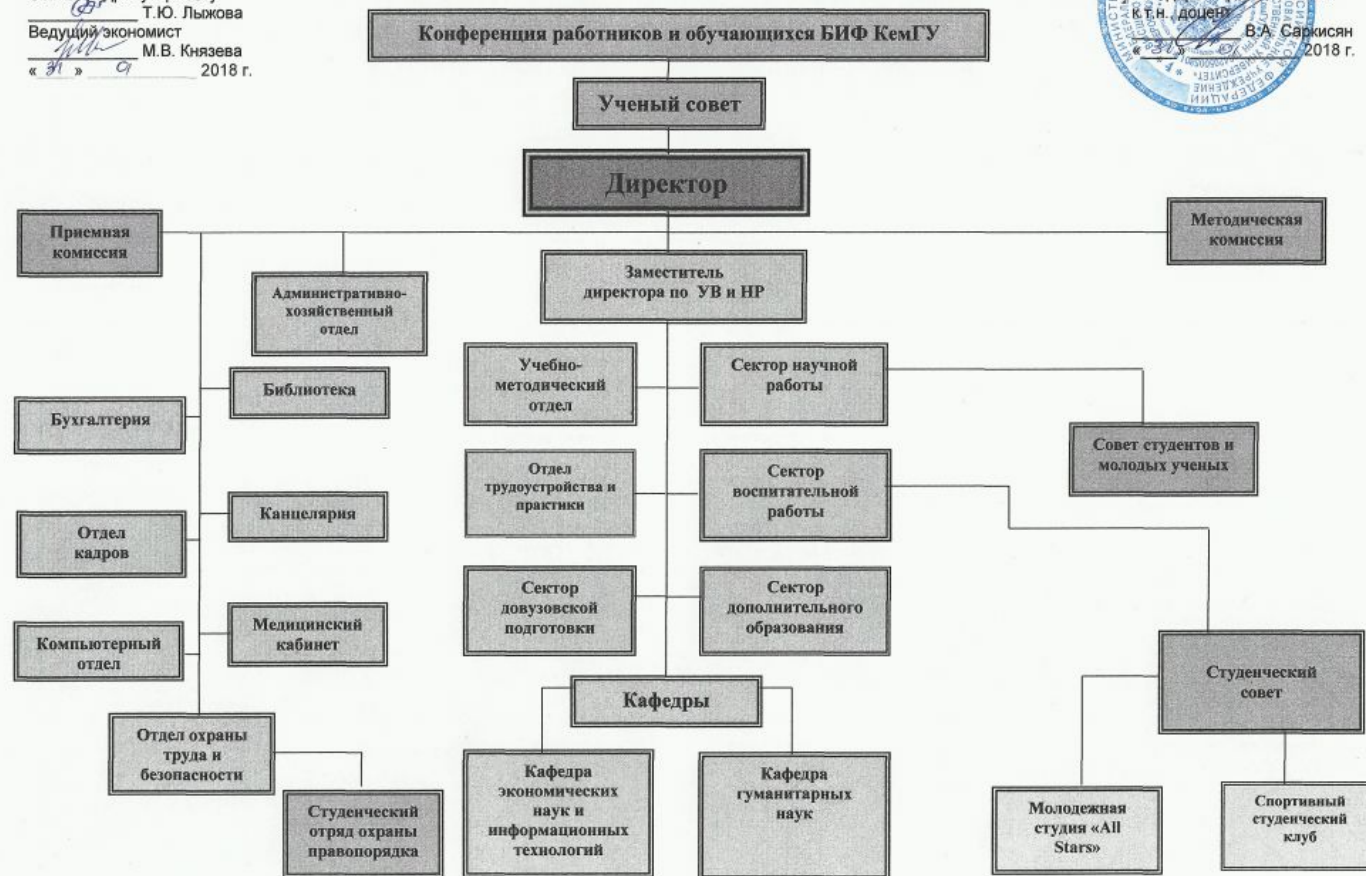 Т.Ю. Лыжова
Ведущий экономист
М.В. Князева
« 31 » 01 2018 г.
к.т.н., доцент
В.А. Саркисян
2018 г.
Конференция работников и обучающихся БИФ КемГУ
Ученый совет
Директор
Приемная
комиссия
Методическая
комиссия
Административно-
хозяйственный
отдел
Заместитель
директора по УВ и НР
Библиотека
Бухгалтерия
Учебно-
методический
отдел
Сектор научной
работы
Совет студентов и
молодых ученых
Отдел
трудоустройства и
практики
Сектор
воспитательной
работы
Канцелярия
Отдел
кадров
Сектор
довузовской
подготовки
Сектор
дополнительного
образования
Медицинский
кабинет
Компьютерный
отдел
Студенческий
совет
Кафедры
Отдел охраны
труда и
безопасности
Кафедра
экономических
наук и
информационных
технологий
Кафедра
гуманитарных
наук
Студенческий
отряд охраны
правопорядка
Молодежная
студия «All
Stars»
Спортивный
студенческий
клуб